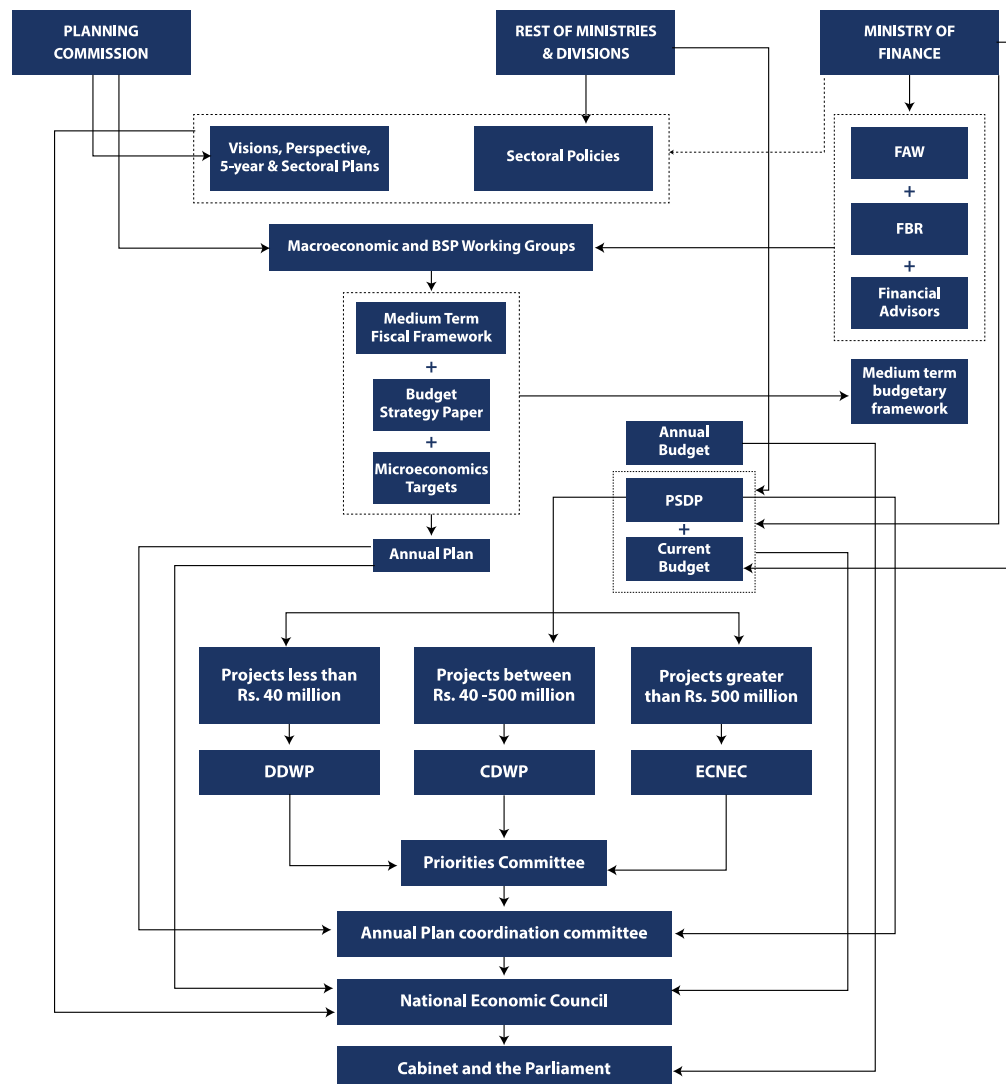 PLANNING
COMMISSION
REST OF MINISTRIES
& DIVISIONS
MINISTRY OF
FINANCE
Visions, Perspective,
5-year & Sectoral Plans
Sectoral Policies
FAW
+
FBR
+
Financial
Advisors
Macroeconomic and BSP Working Groups
Medium Term
Fiscal Framework
+
Budget
Strategy Paper
+
Microeconomics
Targets
Medium term
budgetary
framework
Annual
Budget
PSDP
+
Current
Budget
Annual Plan
Projects less than
Rs. 40 million
Projects between
Rs. 40 -500 million
Projects greater
than Rs. 500 million
DDWP
CDWP
ECNEC
Priorities Committee
Annual Plan coordination committee
National Economic Council
Cabinet and the Parliament